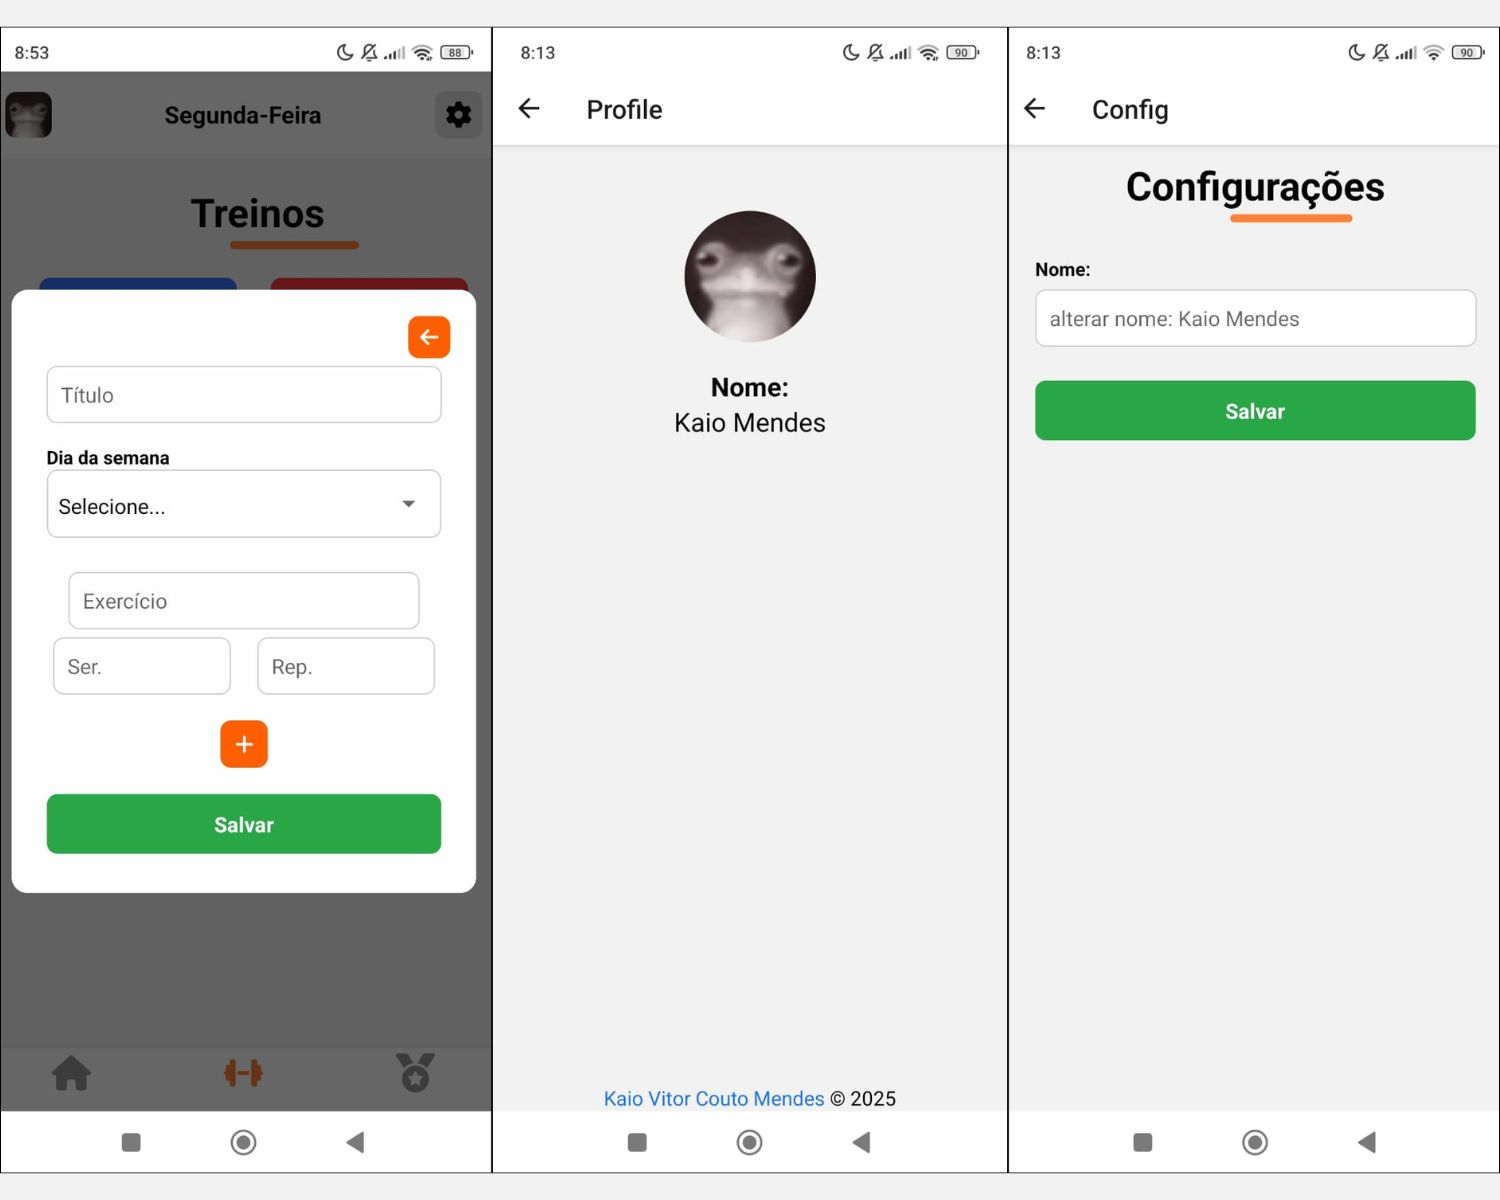 8:53
88
Segunda-Feira
Treinos
Título
Dia da semana
Selecione...
Exercício
Ser.
Rep.
+
Salvar
8:13
90
Profile
Nome:
Kaio Mendes
Kaio Vitor Couto Mendes © 2025
8:13
90
Config
Configurações
Nome:
alterar nome: Kaio Mendes
Salvar